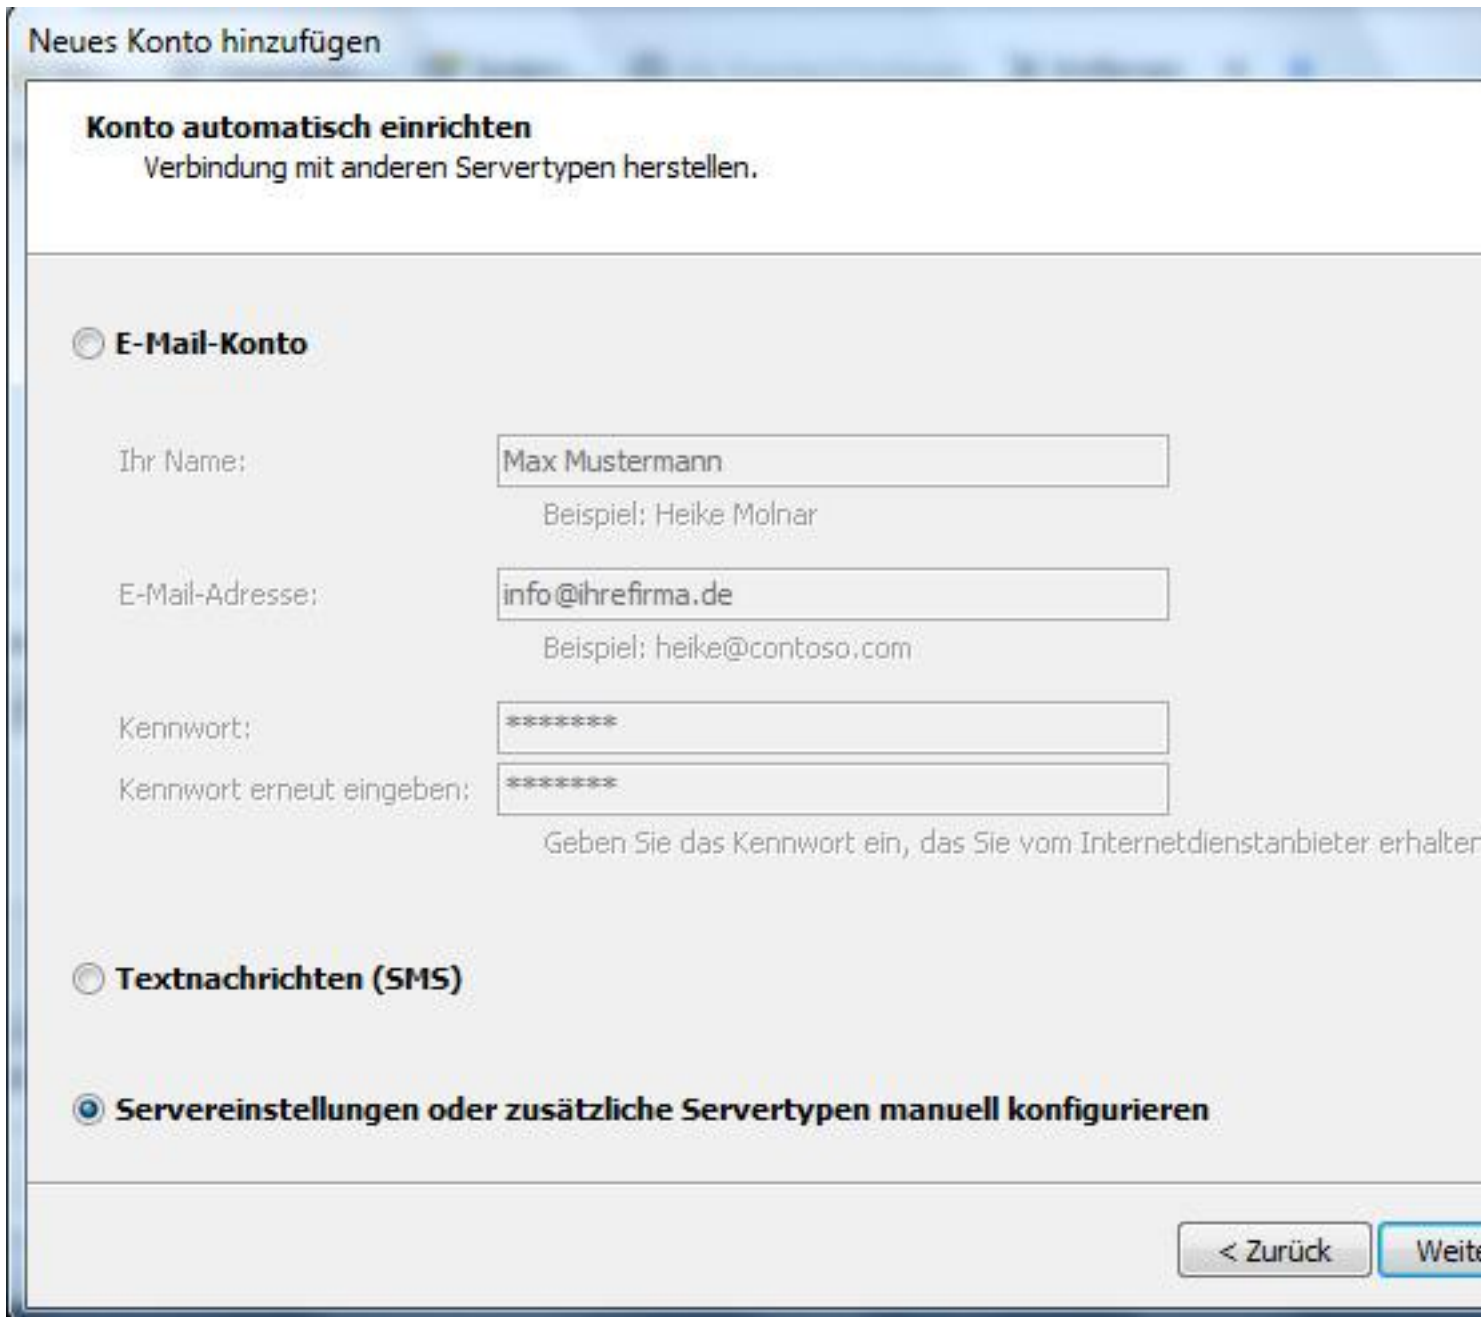 Neues Konto hinzufügen
Konto automatisch einrichten
Verbindung mit anderen Servertypen herstellen.
E-Mail-Konto
Ihr Name: Max Mustermann
Beispiel: Heike Molnar
E-Mail-Adresse: info@ihrefirma.de
Beispiel: heike@contoso.com
Kennwort: *******
Kennwort erneut eingeben: *******
Geben Sie das Kennwort ein, das Sie vom Internetdienstanbieter erhalten
Textnachrichten (SMS)
Servereinstellungen oder zusätzliche Servertypen manuell konfigurieren
< Zurück Weite